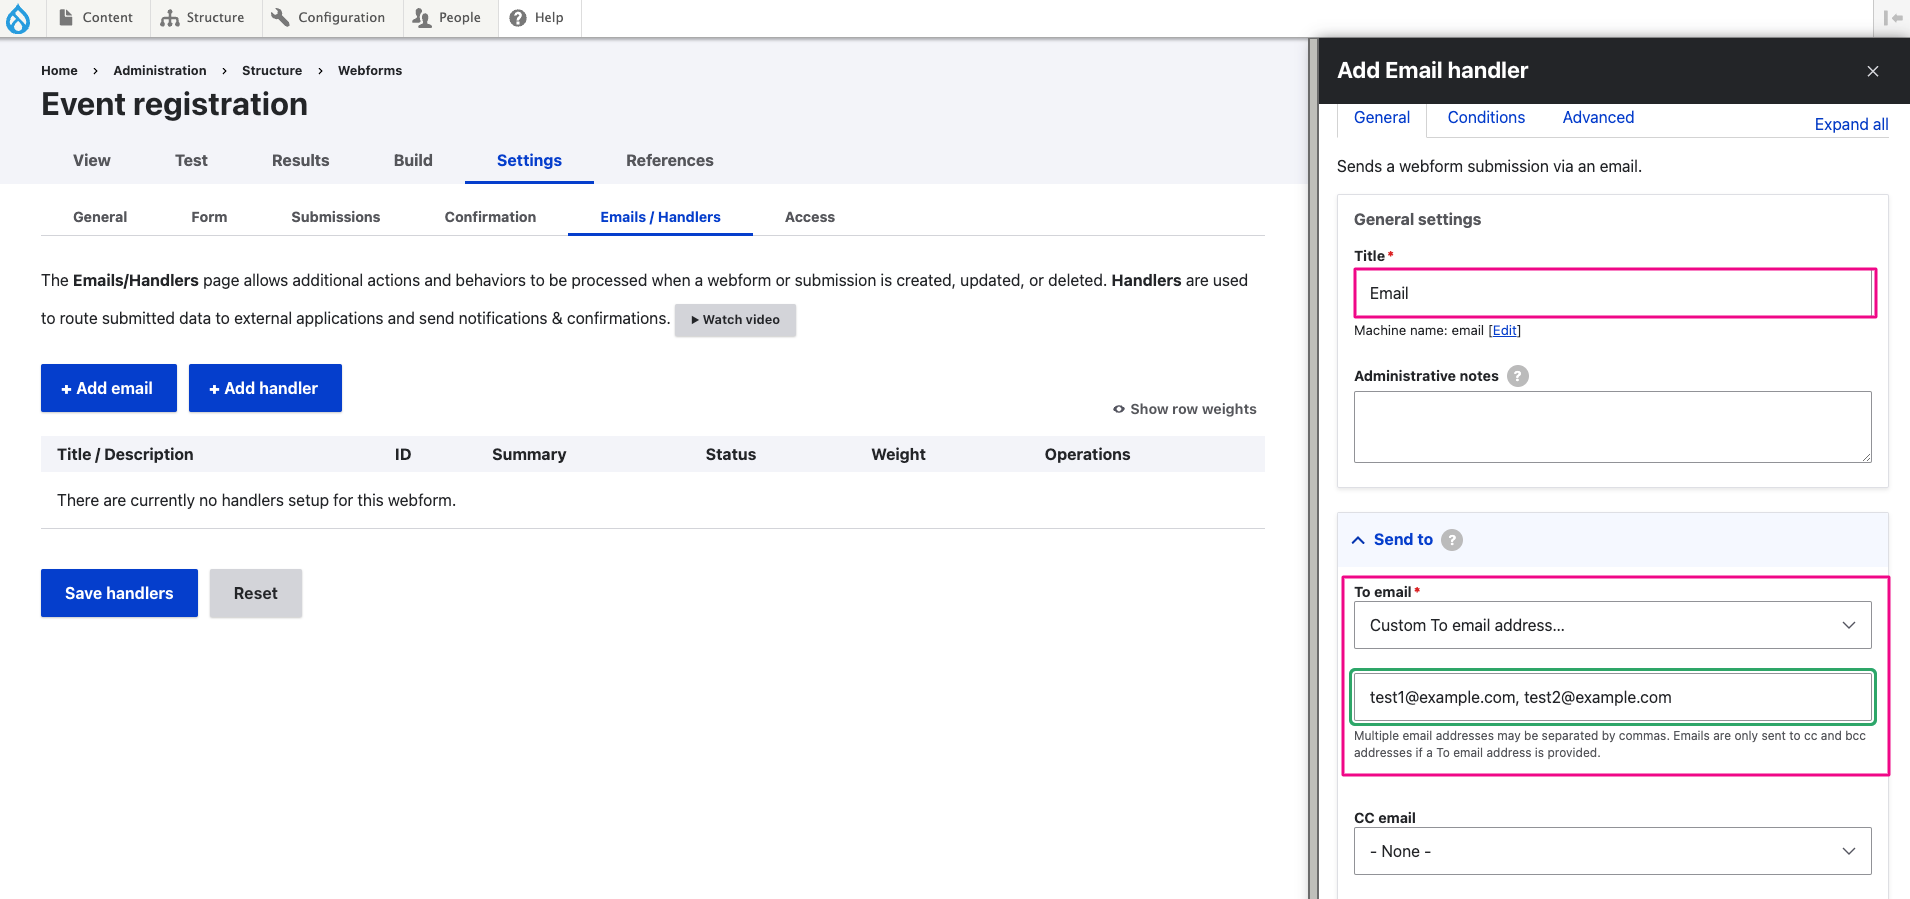 Content
Structure
Configuration
People
Help
Home › Administration › Structure › Webforms
Event registration
View
Test
Results
Build
Settings
References
General
Form
Submissions
Confirmation
Emails / Handlers
Access
The Emails/Handlers page allows additional actions and behaviors to be processed when a webform or submission is created, updated, or deleted. Handlers are used
to route submitted data to external applications and send notifications & confirmations. Watch video
+ Add email
+ Add handler
Show row weights
Title / Description
ID
Summary
Status
Weight
Operations
There are currently no handlers setup for this webform.
Save handlers
Reset
Add Email handler
General
Conditions
Advanced
Expand all
Sends a webform submission via an email.
General settings
Title*
Email
Machine name: email [Edit]
Administrative notes ?
Send to ?
To email*
Custom To email address...
test1@example.com, test2@example.com
Multiple email addresses may be separated by commas. Emails are only sent to cc and bcc
addresses if a To email address is provided.
CC email
- None -